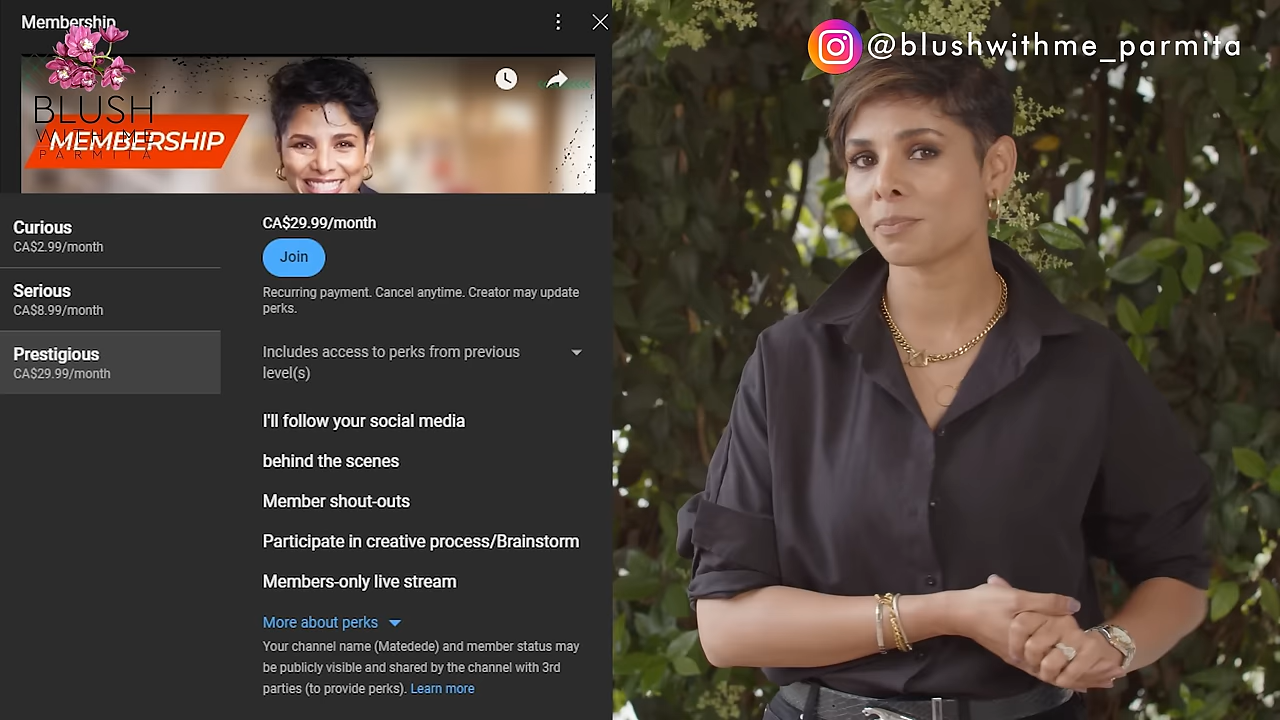 Membership
BLUSH
WITH ME
PARMITA
MEMBERSHIP
@blushwithme_parmita
Curious
CA$2.99/month
Serious
CA$8.99/month
Prestigious
CA$29.99/month
CA$29.99/month
Join
Recurring payment. Cancel anytime. Creator may update
perks.
Includes access to perks from previous
level(s)
I'll follow your social media
behind the scenes
Member shout-outs
Participate in creative process/Brainstorm
Members-only live stream
More about perks
Your channel name (Matedede) and member status may
be publicly visible and shared by the channel with 3rd
parties (to provide perks). Learn more